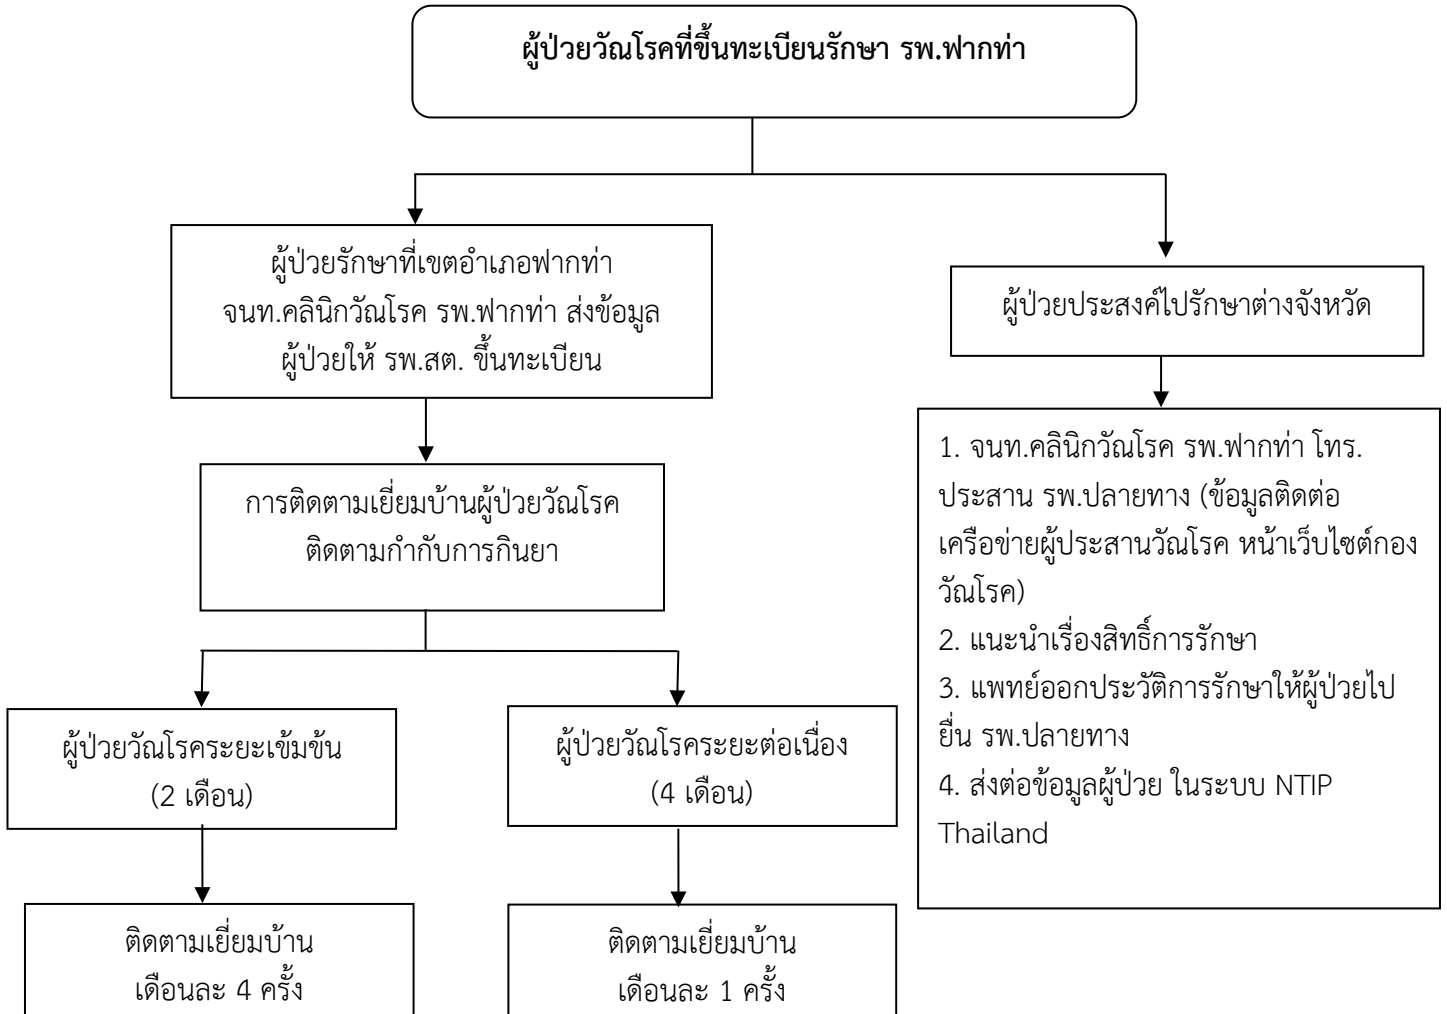 ผู้ป่วยวัณโรคที่ขึ้นทะเบียนรักษา รพ.ฟากท่า
ผู้ป่วยรักษาที่เขตอำเภอฟากท่า
จนท.คลินิกวัณโรค รพ.ฟากท่า ส่งข้อมูล
ผู้ป่วยให้ รพ.สต. ขึ้นทะเบียน
การติดตามเยี่ยมบ้านผู้ป่วยวัณโรค
ติดตามกำกับการกินยา
ผู้ป่วยวัณโรคระยะเข้มข้น
(2 เดือน)
ติดตามเยี่ยมบ้าน
เดือนละ 4 ครั้ง
ผู้ป่วยวัณโรคระยะต่อเนื่อง
(4 เดือน)
ติดตามเยี่ยมบ้าน
เดือนละ 1 ครั้ง
ผู้ป่วยประสงค์ไปรักษาต่างจังหวัด
1. จนท.คลินิกวัณโรค รพ.ฟากท่า โทร.
ประสาน รพ.ปลายทาง (ข้อมูลติดต่อ
เครือข่ายผู้ประสานวัณโรค หน้าเว็บไซต์กอง
วัณโรค)
2. แนะนำเรื่องสิทธิ์การรักษา
3. แพทย์ออกประวัติการรักษาให้ผู้ป่วยไป
ยื่น รพ.ปลายทาง
4. ส่งต่อข้อมูลผู้ป่วย ในระบบ NTIP
Thailand